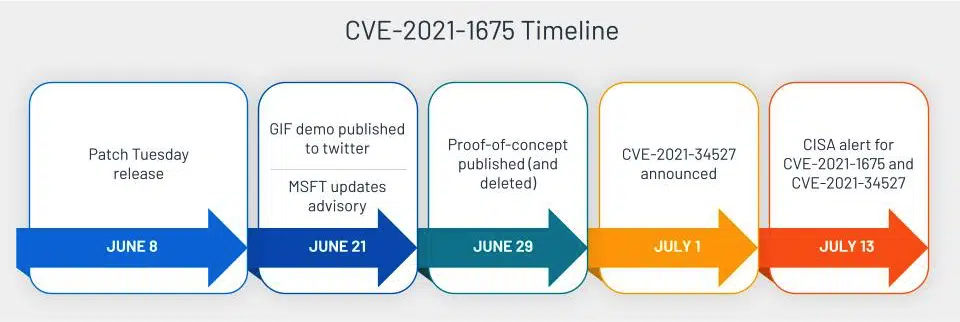 CVE-2021-1675 Timeline
Patch Tuesday
release
JUNE 8
GIF demo published
to twitter
MSFT updates
advisory
JUNE 21
Proof-of-concept
published (and
deleted)
JUNE 29
CVE-2021-34527
announced
JULY 1
CISA alert for
CVE-2021-1675 and
CVE-2021-34527
JULY 13